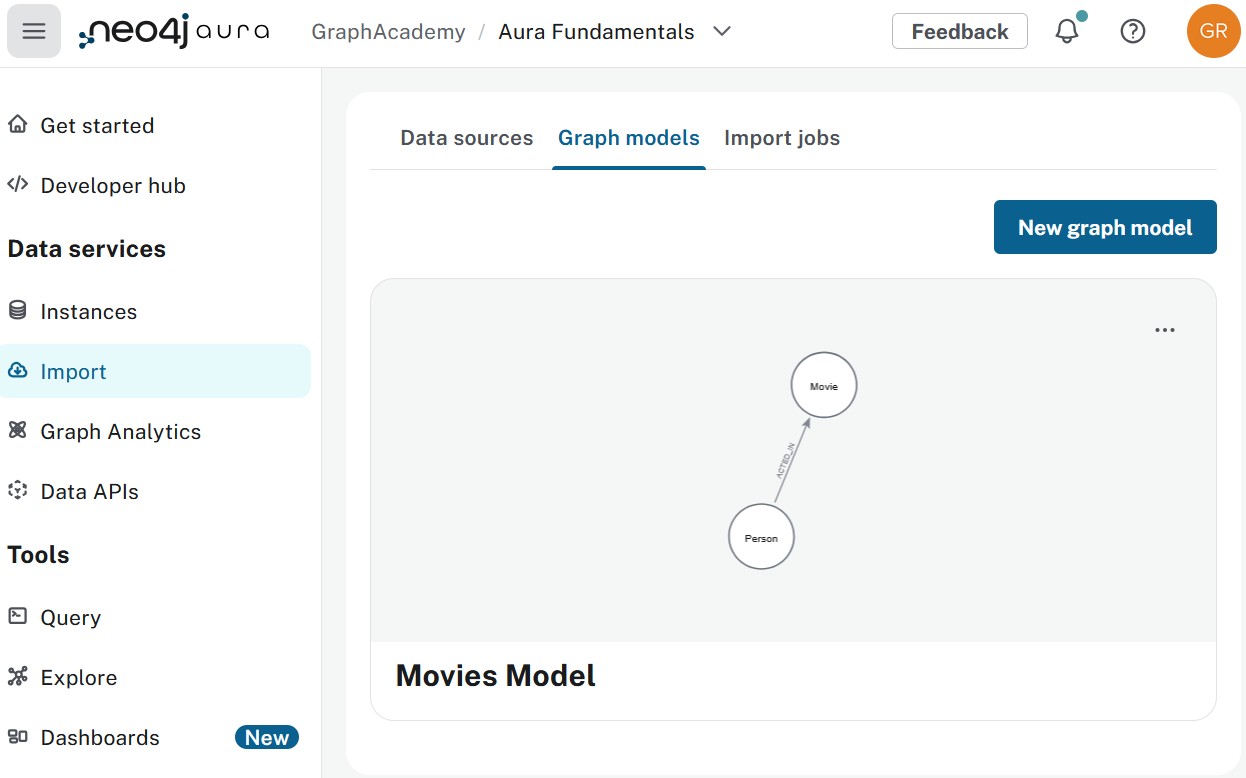 neo4j aura GraphAcademy / Aura Fundamentals Feedback GR
Get started
Developer hub
Data services
Instances
Import
Graph Analytics
Data APIs
Tools
Query
Explore
Dashboards New
Data sources Graph models Import jobs
New graph model
Movie
ACTED_IN
Person
Movies Model